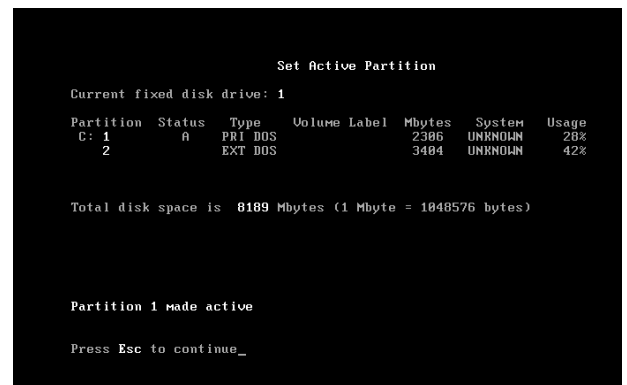 Set Active Partition
Current fixed disk drive: 1
Partition Status Type Volume Label Mbytes System Usage
C: 1 A PRI DOS 2306 UNKNOWN 28%
2 EXT DOS 3404 UNKNOWN 42%
Total disk space is 8189 Mbytes (1 Mbyte = 1048576 bytes)
Partition 1 made active
Press Esc to continue_